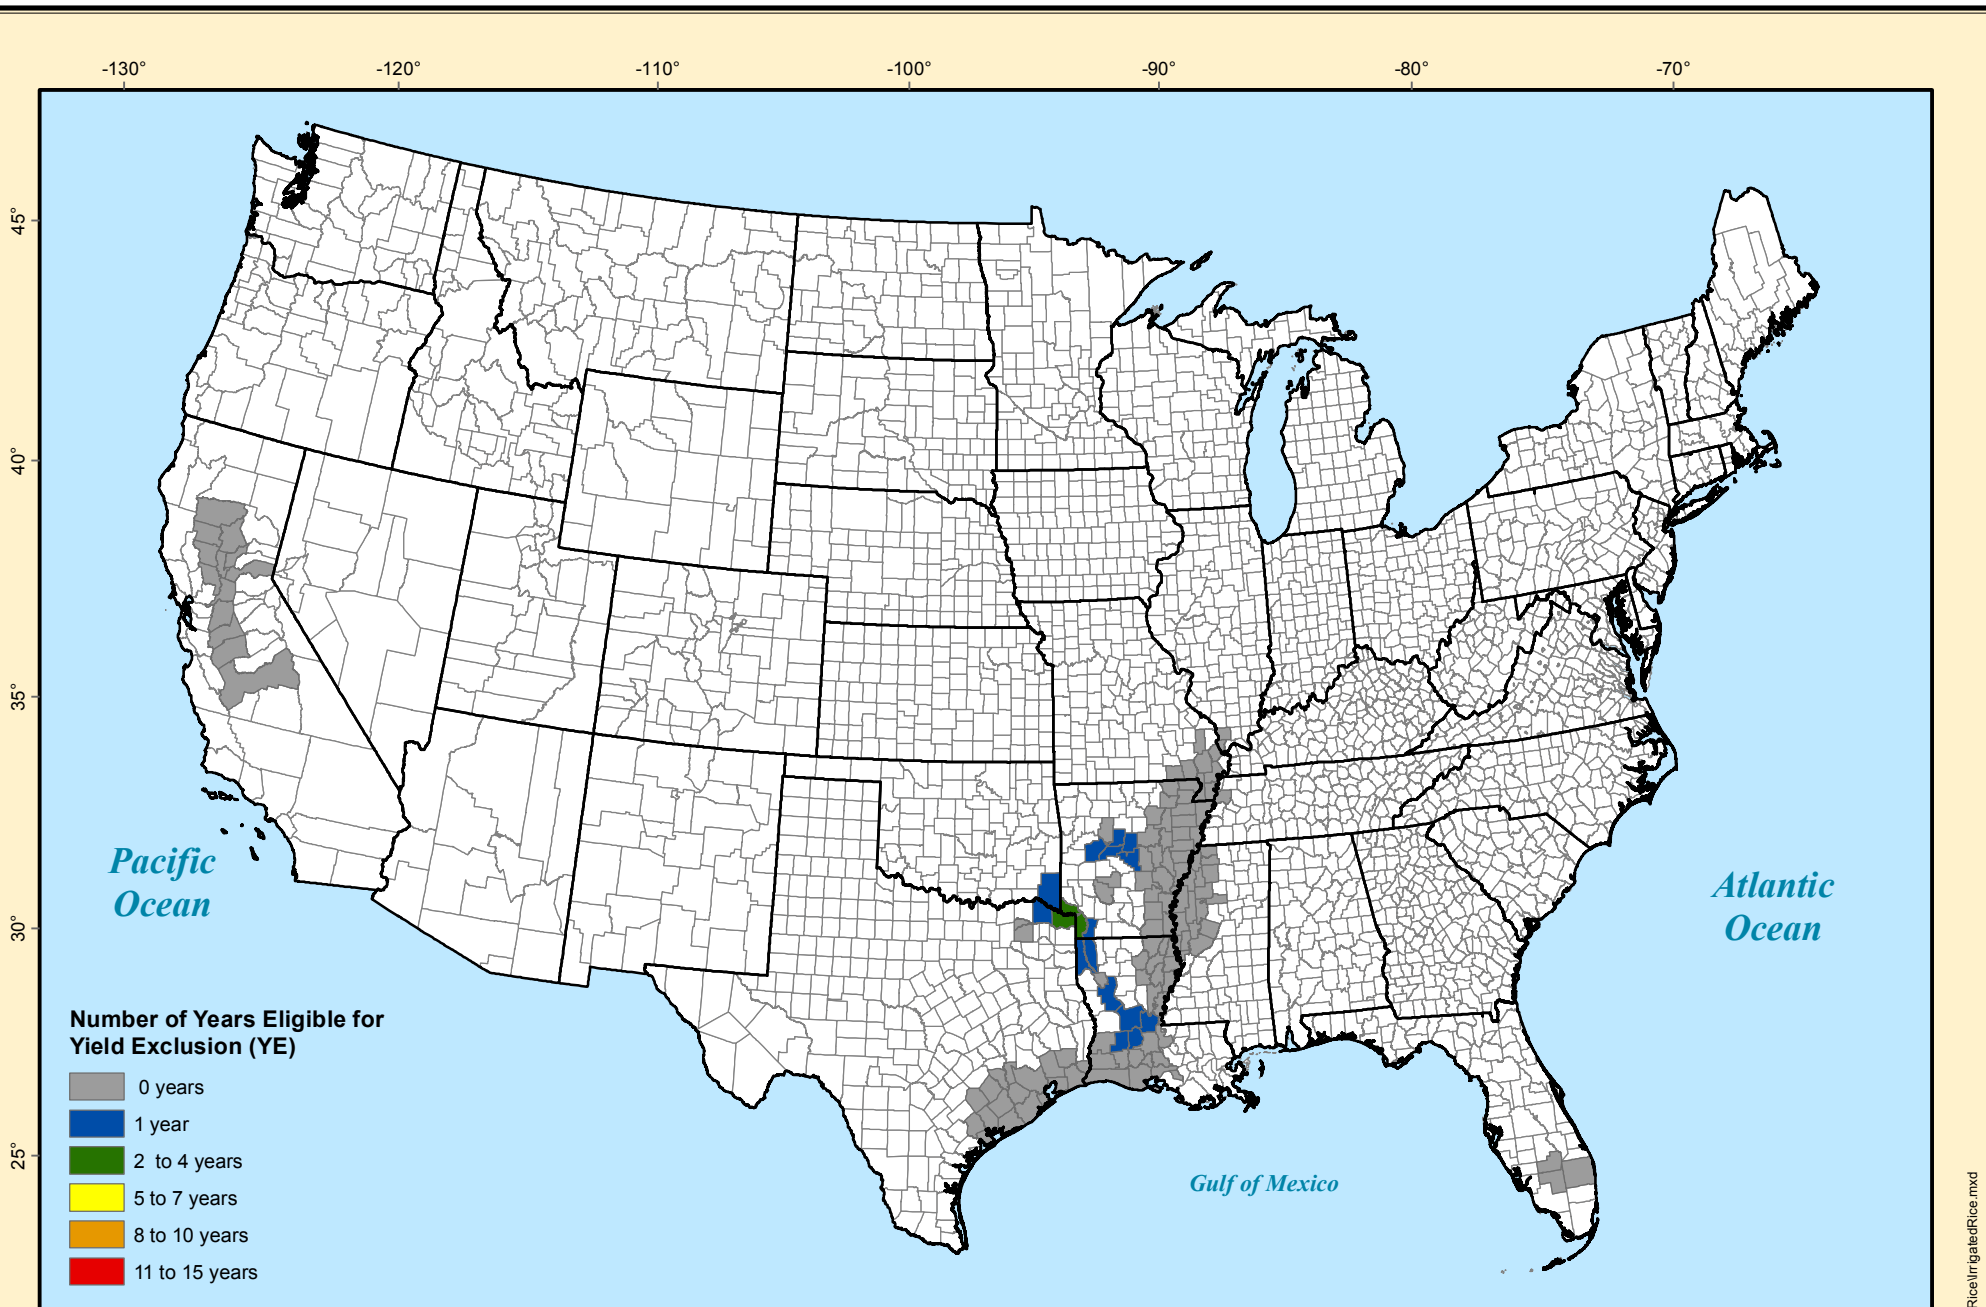 -130°
-120°
-110°
-100°
-90°
-80°
-70°
45°
40°
35°
30°
25°
Pacific
Ocean
Atlantic
Ocean
Gulf of Mexico
Number of Years Eligible for
Yield Exclusion (YE)
0 years
1 year
2 to 4 years
5 to 7 years
8 to 10 years
11 to 15 years
Rice\IrrigatedRice.mxd